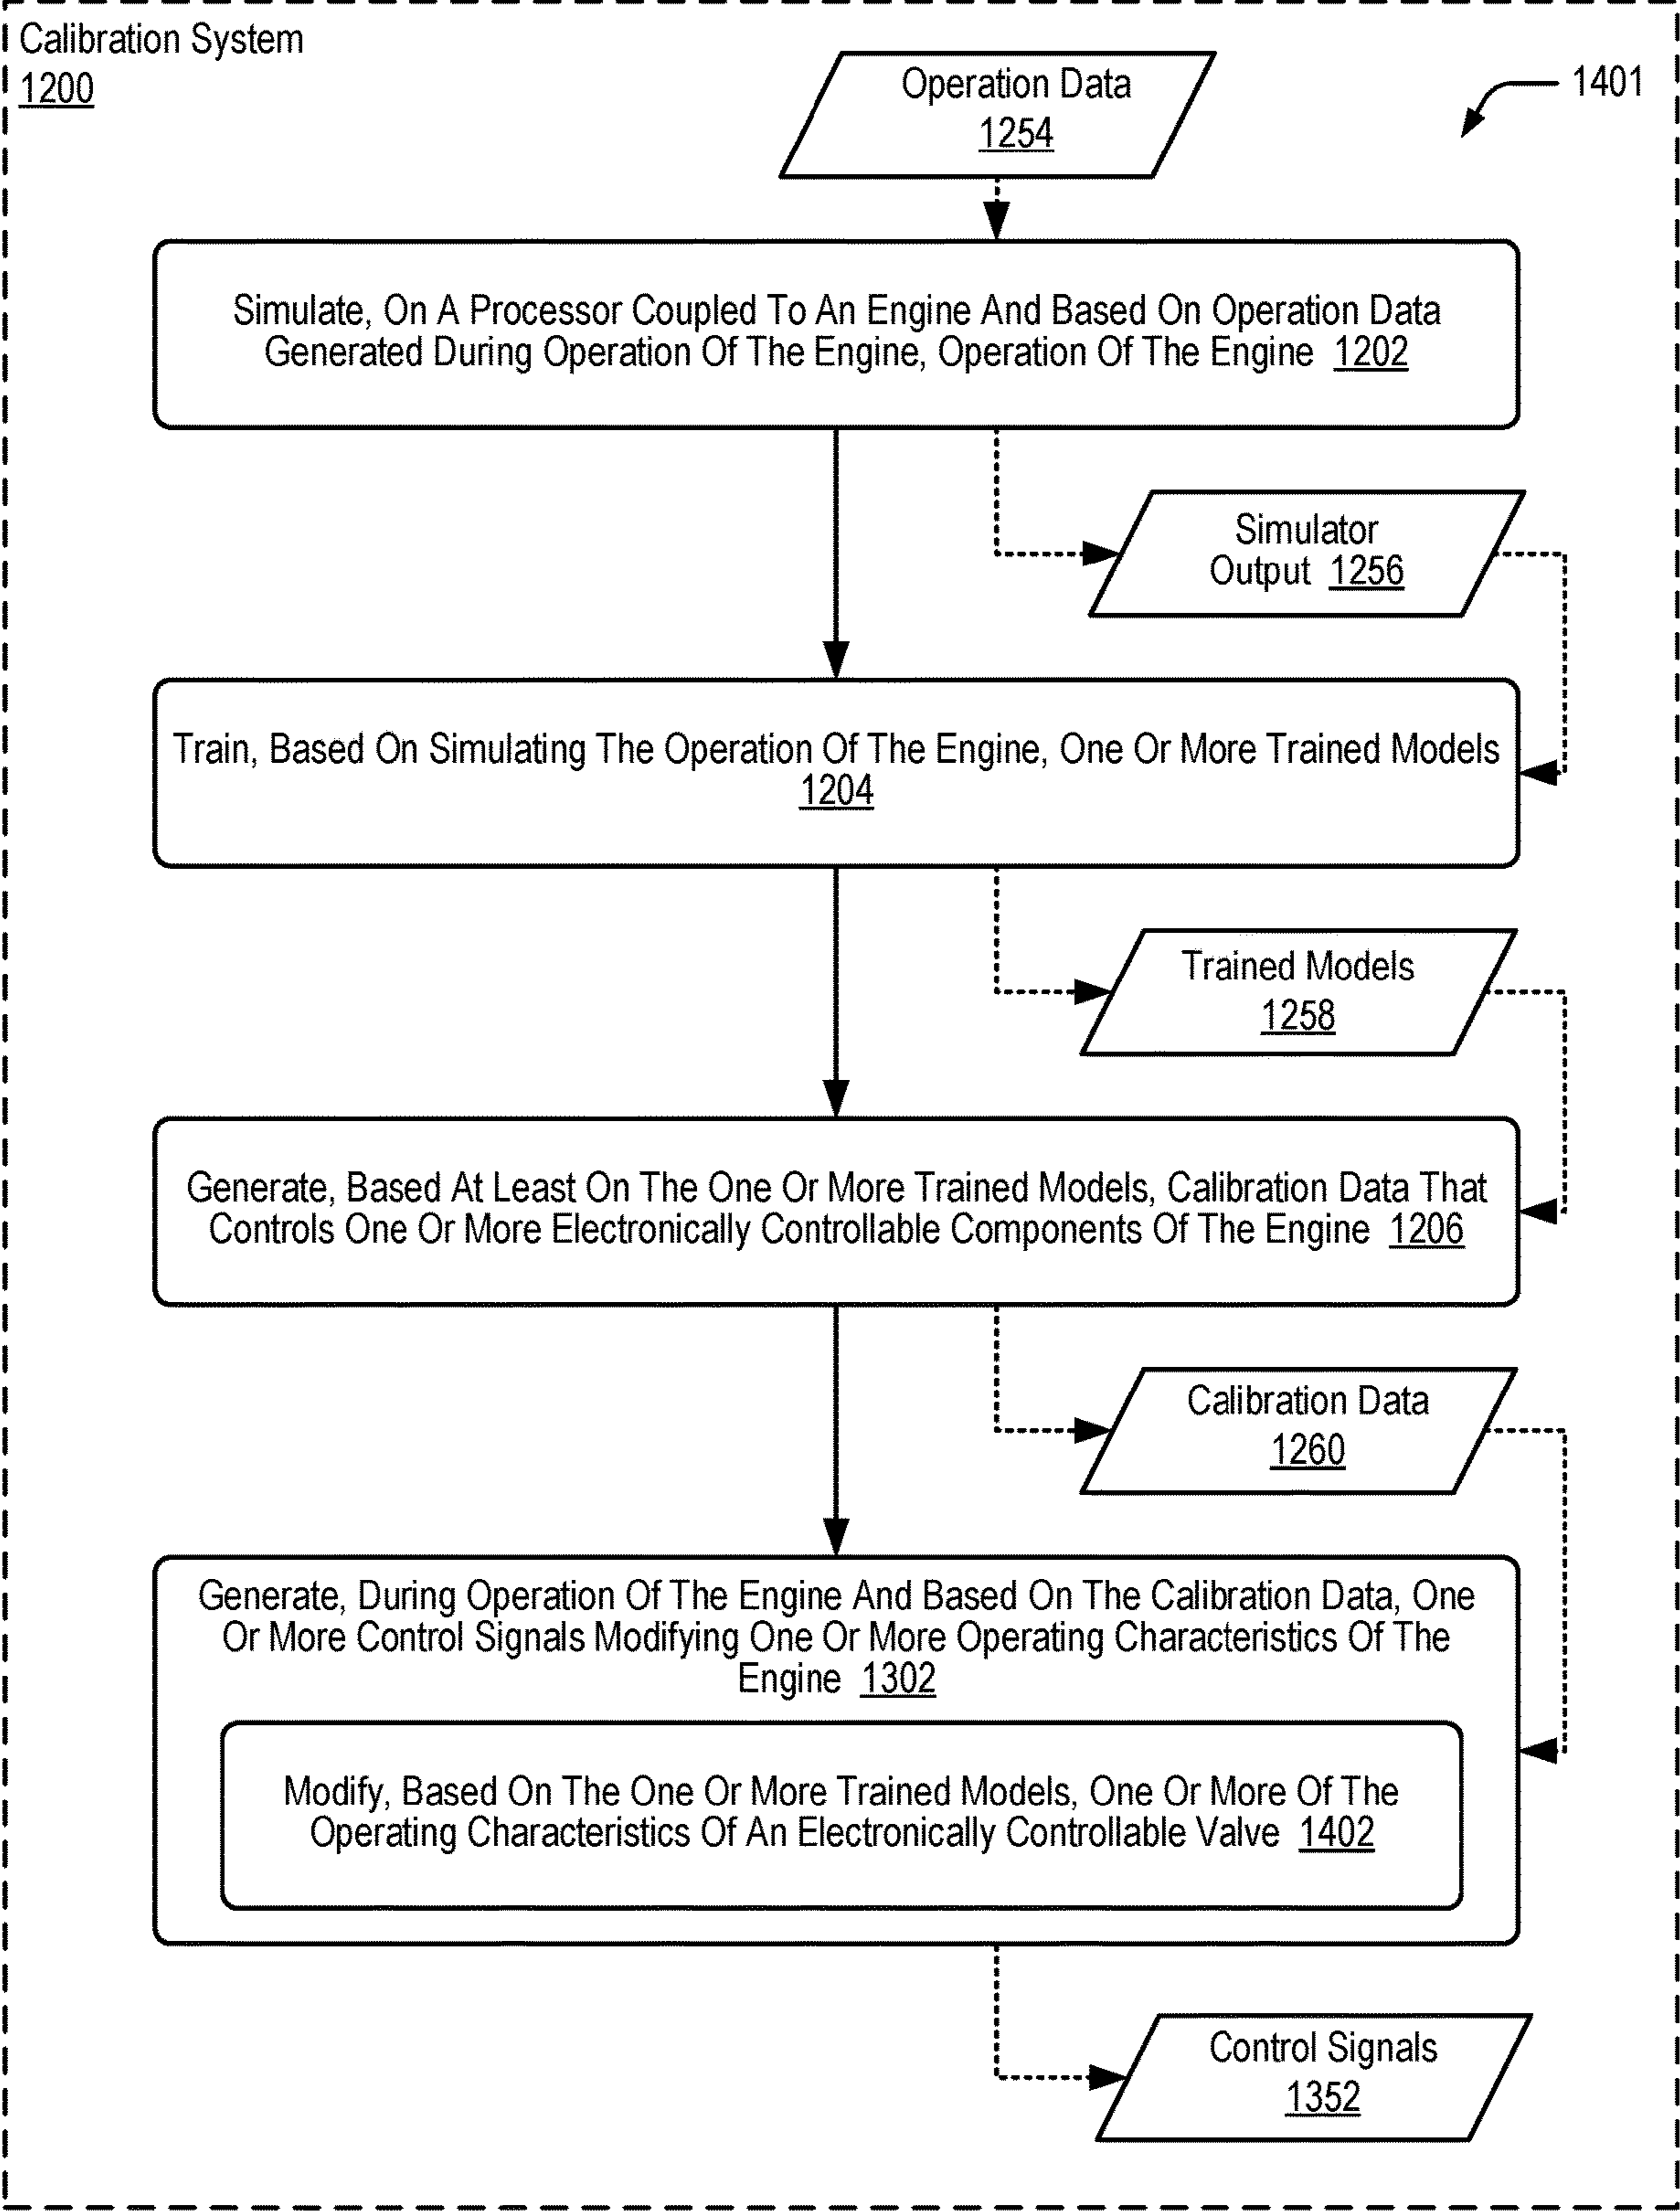 Calibration System
1200
Operation Data
1254
1401
Simulate, On A Processor Coupled To An Engine And Based On Operation Data
Generated During Operation Of The Engine, Operation Of The Engine 1202
Simulator
Output 1256
Train, Based On Simulating The Operation Of The Engine, One Or More Trained Models
1204
Trained Models
1258
Generate, Based At Least On The One Or More Trained Models, Calibration Data That
Controls One Or More Electronically Controllable Components Of The Engine 1206
Calibration Data
1260
Generate, During Operation Of The Engine And Based On The Calibration Data, One
Or More Control Signals Modifying One Or More Operating Characteristics Of The
Engine 1302
Modify, Based On The One Or More Trained Models, One Or More Of The
Operating Characteristics Of An Electronically Controllable Valve 1402
Control Signals
1352